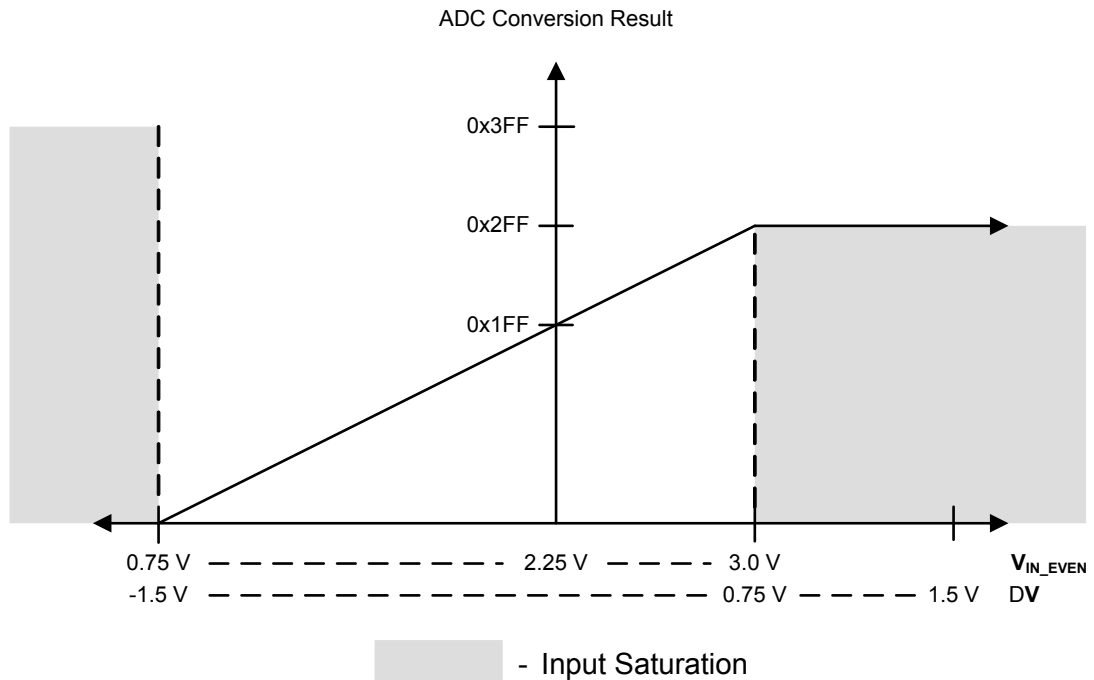 ADC Conversion Result
0x3FF
0x2FF
0x1FF
0.75 V 2.25 V 3.0 V VIN_EVEN
-1.5 V 0.75 V 1.5 V DV
- Input Saturation